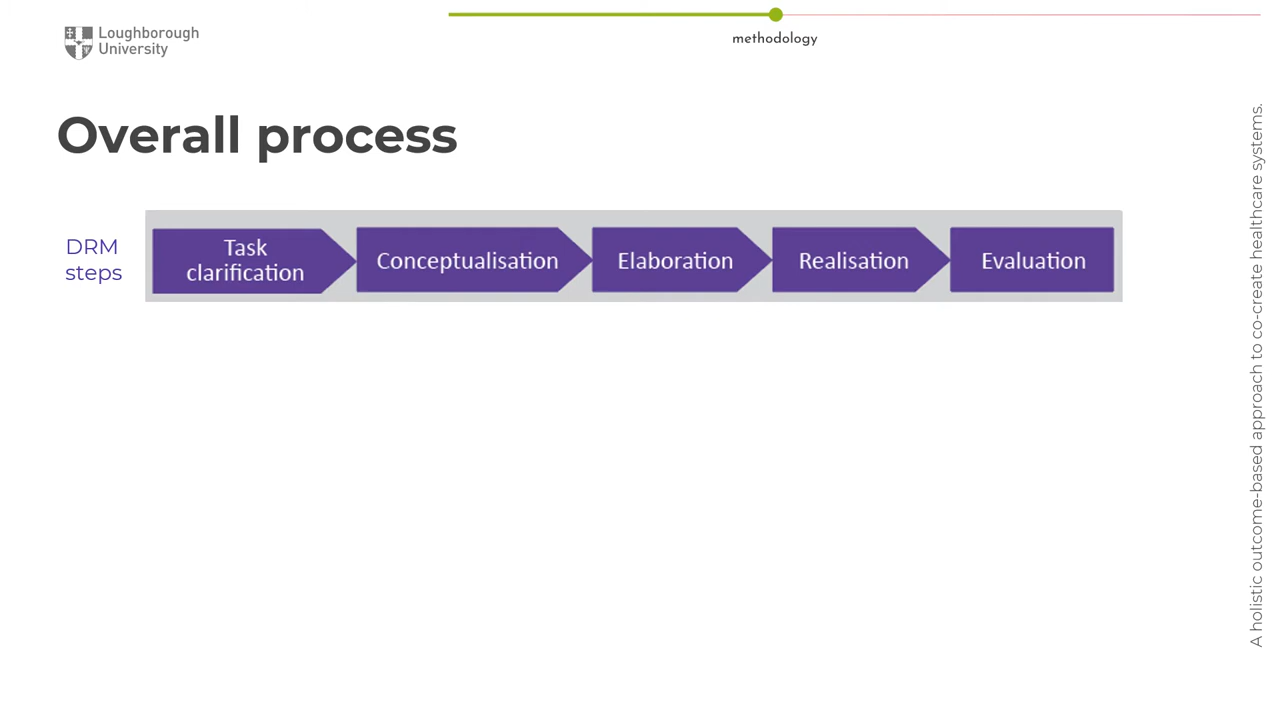 Loughborough
University
methodology
Overall process
DRM
steps
Task
clarification
Conceptualisation
Elaboration
Realisation
Evaluation
A holistic outcome-based approach to co-create healthcare systems.